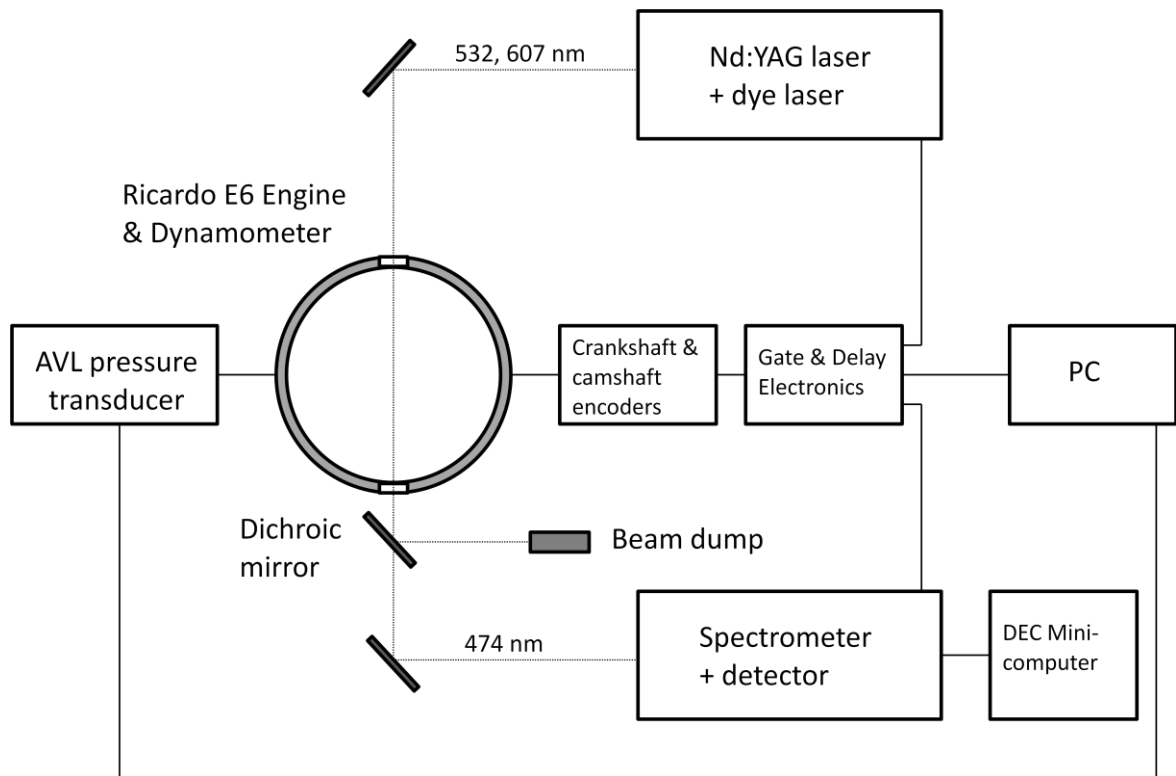 532, 607 nm
Nd:YAG laser
+ dye laser
Ricardo E6 Engine
& Dynamometer
AVL pressure
transducer
Crankshaft &
camshaft
encoders
Gate & Delay
Electronics
PC
Dichroic
mirror
Beam dump
474 nm
Spectrometer
+ detector
DEC Mini-
computer